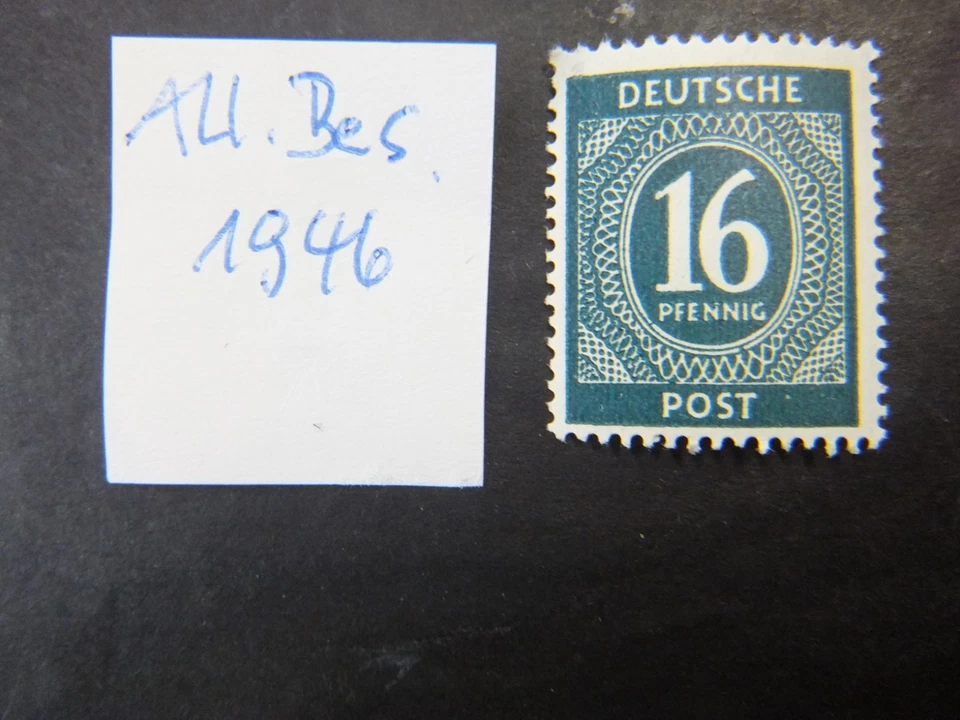 All. Bes.
1946
DEUTSCHE
16
PFENNIG
POST